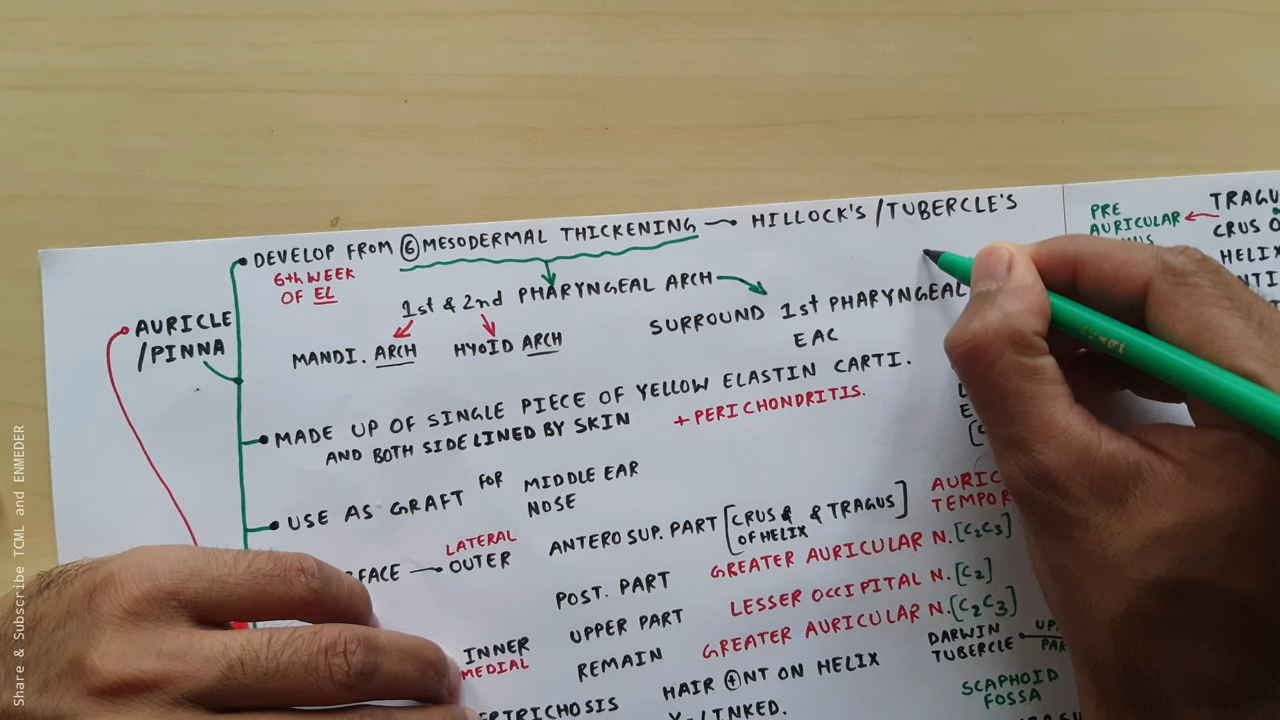 DEVELOP FROM ⑥ MESODERMAL THICKENING — HILLOCK'S /TUBERCLE'S
6th WEEK
OF EL
1st & 2nd PHARYNGEAL ARCH
MANDI. ARCH HYOID ARCH
SURROUND 1st PHARYNGEAL
EAC
AURICLE
/PINNA
MADE UP OF SINGLE PIECE OF YELLOW ELASTIN CARTI.
AND BOTH SIDE LINED BY SKIN + PERICHONDRITIS.
USE AS GRAFT FOR MIDDLE EAR
NOSE
LATERAL
OUTER
ANTERO SUP. PART [CRUS & & TRAGUS]
OF HELIX
POST. PART GREATER AURICULAR N. [C2C3]
INNER
MEDIAL
UPPER PART LESSER OCCIPITAL N. [C2]
REMAIN GREATER AURICULAR N. [C2C3]
HAIR ⊕NT ON HELIX
LINKED.
PRE
AURICULAR
HELIX
DARWIN
TUBERCLE
SCAPHOID
FOSSA
Share & Subscribe TCML and ENMEDER